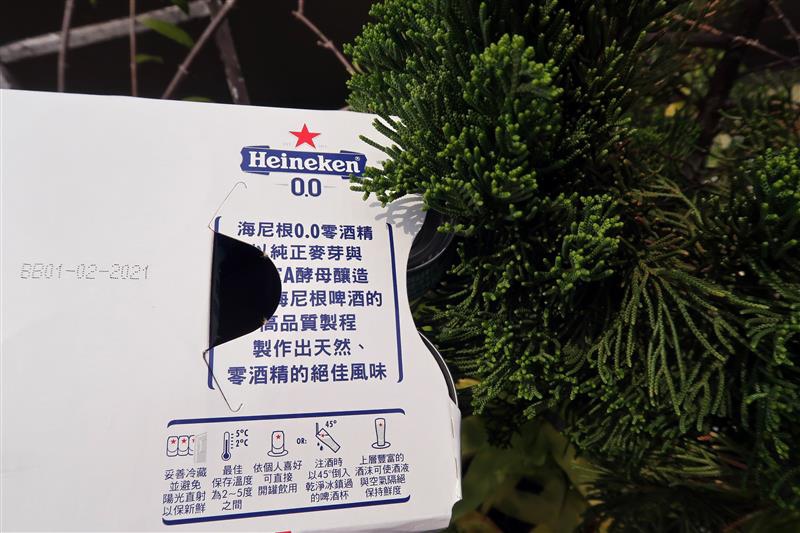 Heineken
0.0
海尼根0.0零酒精
純正麥芽與
A酵母釀造
海尼根啤酒的
高品質製程
製作出天然、
零酒精的絕佳風味
BB01-02-2021
妥善冷藏
並避免
陽光直射
以保新鮮
5°C
2°C
最佳
保存溫度
為2~5度
之間
依個人喜好
可直接
開罐飲用
OR:
45°
注酒時
以45°倒入
乾淨冰鎮過
的啤酒杯
上層豐富的
酒沫可使酒液
與空氣隔絕
保持鮮度